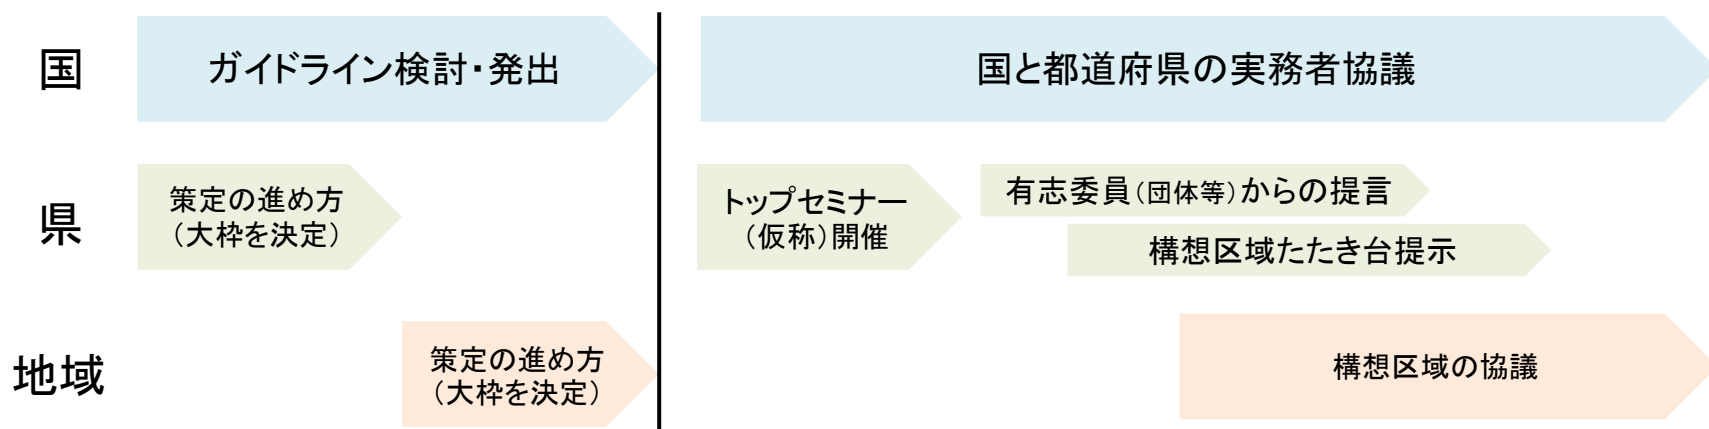 国
ガイドライン検討・発出
国と都道府県の実務者協議
県
策定の進め方
（大枠を決定）
トップセミナー
（仮称）開催
有志委員（団体等）からの提言
構想区域たたき台提示
地域
策定の進め方
（大枠を決定）
構想区域の協議